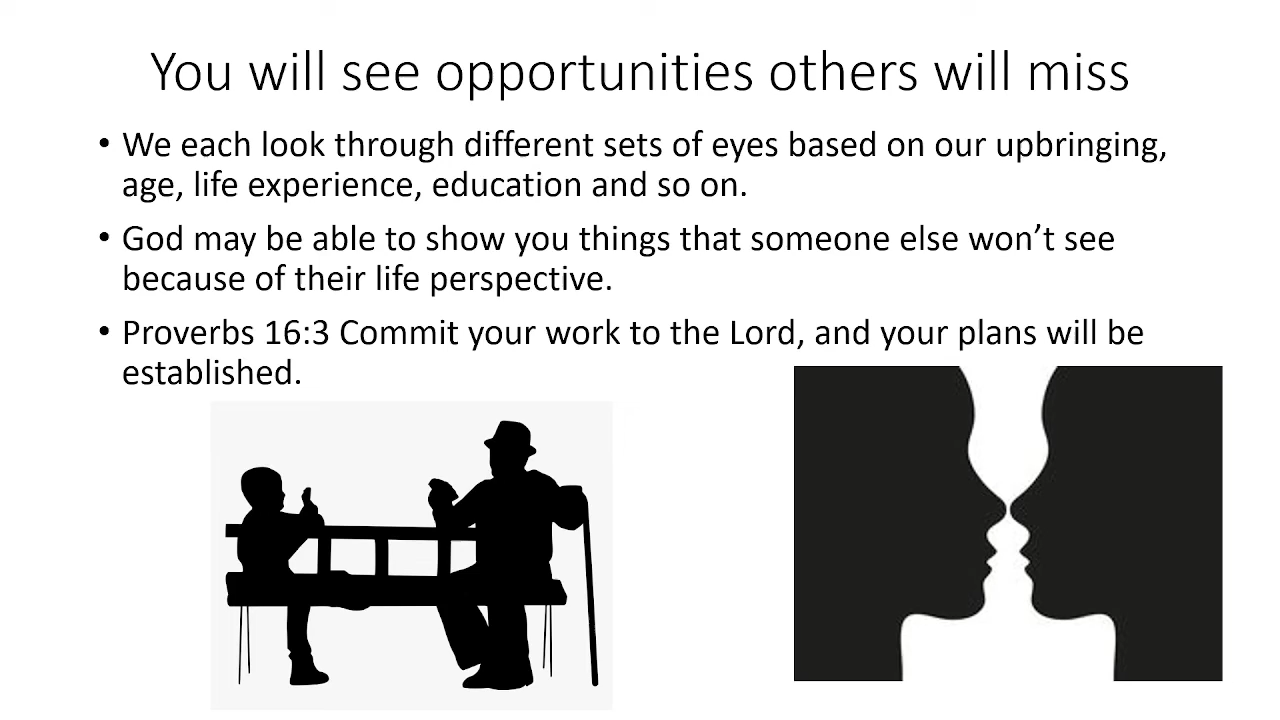 You will see opportunities others will miss
• We each look through different sets of eyes based on our upbringing,
age, life experience, education and so on.
• God may be able to show you things that someone else won’t see
because of their life perspective.
• Proverbs 16:3 Commit your work to the Lord, and your plans will be
established.